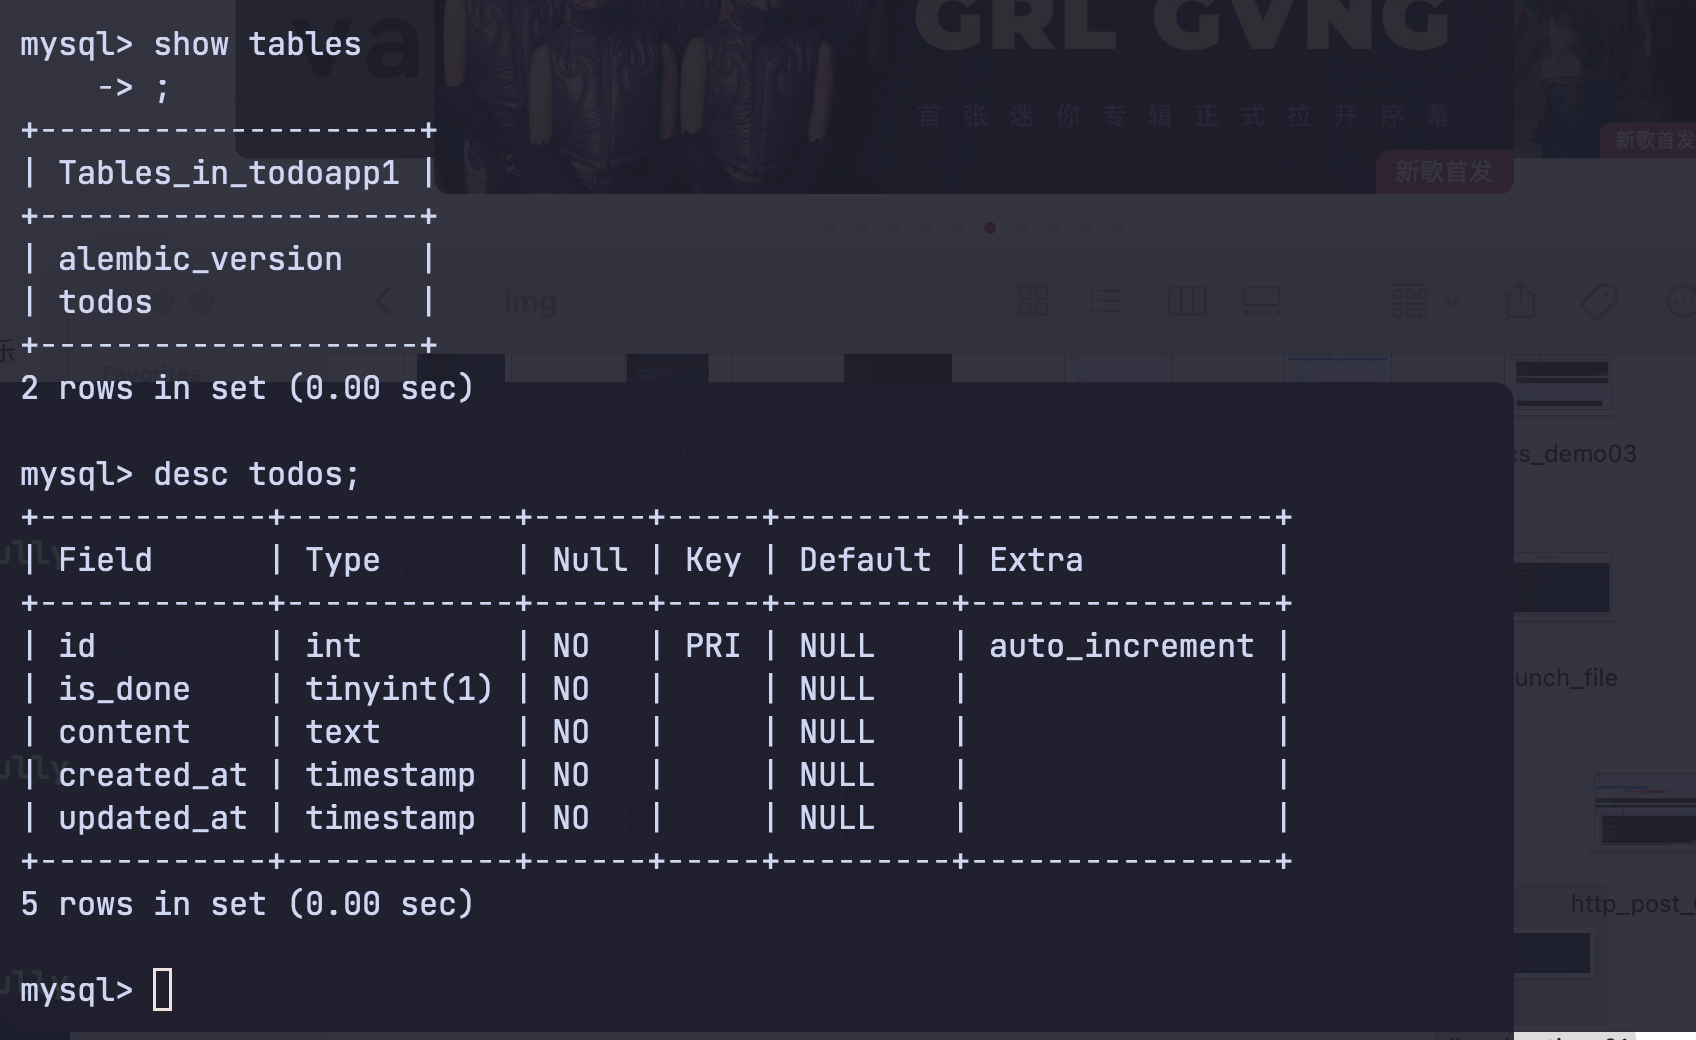 mysql> show tables
    -> ;
+--------------------+
| Tables_in_todoapp1 |
+--------------------+
| alembic_version    |
| todos              |
+--------------------+
2 rows in set (0.00 sec)
mysql> desc todos;
+------------+------------+------+-----+---------+----------------+
| Field      | Type       | Null | Key | Default | Extra          |
+------------+------------+------+-----+---------+----------------+
| id         | int        | NO   | PRI | NULL    | auto_increment |
| is_done    | tinyint(1) | NO   |     | NULL    |                |
| content    | text       | NO   |     | NULL    |                |
| created_at | timestamp  | NO   |     | NULL    |                |
| updated_at | timestamp  | NO   |     | NULL    |                |
+------------+------------+------+-----+---------+----------------+
5 rows in set (0.00 sec)
mysql>
GRL GVNG
首张迷你专辑正式拉开序幕
新歌首发
新歌首发
img
Favorites
docs_demo03
launch_file
http_post_